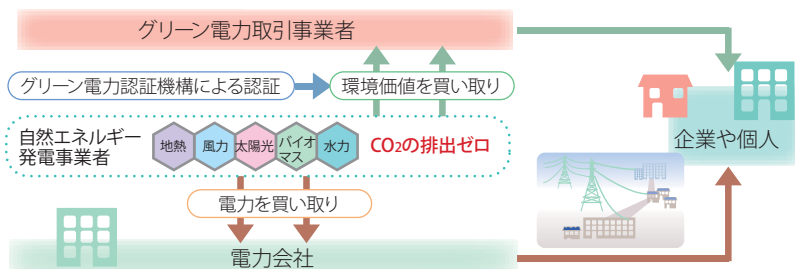 グリーン電力取引事業者
グリーン電力認証機構による認証
環境価値を買い取り
自然エネルギー
発電事業者
地熱
風力
太陽光
バイオ
マス
水力
CO2の排出ゼロ
企業や個人
電力を買い取り
電力会社